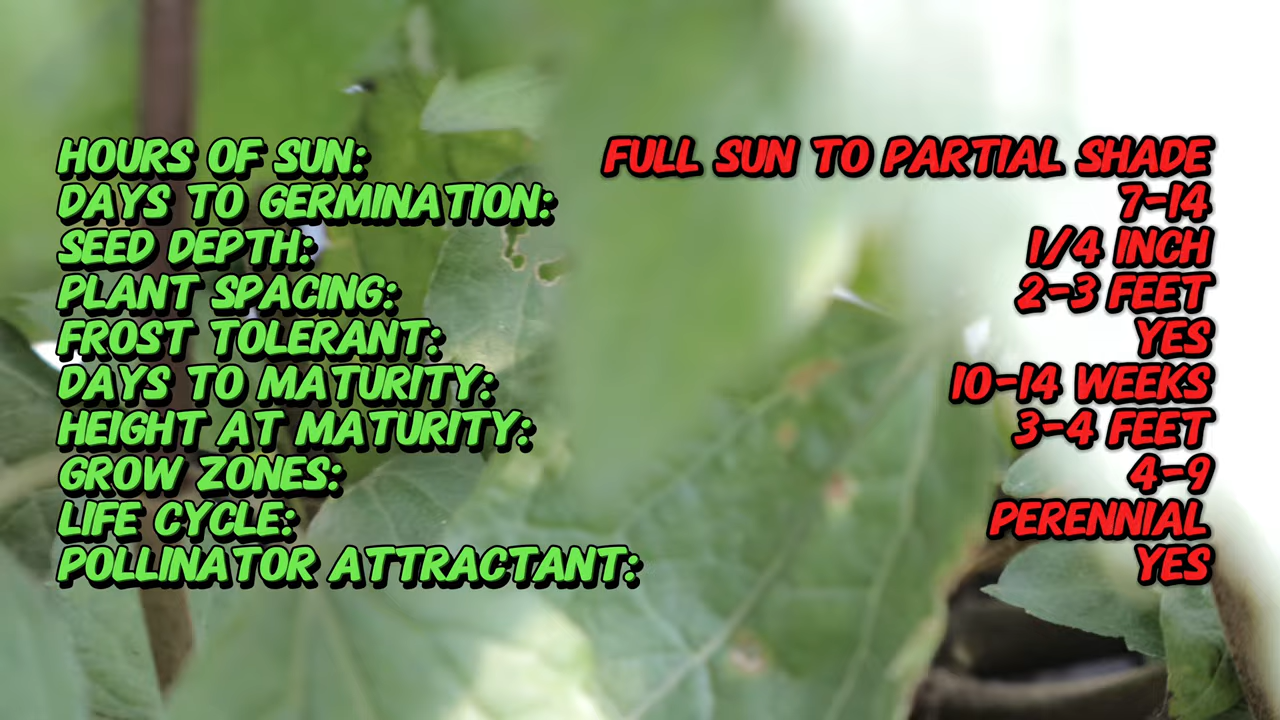 HOURS OF SUN: FULL SUN TO PARTIAL SHADE
DAYS TO GERMINATION: 7-14
SEED DEPTH: 1/4 INCH
PLANT SPACING: 2-3 FEET
FROST TOLERANT: YES
DAYS TO MATURITY: 10-14 WEEKS
HEIGHT AT MATURITY: 3-4 FEET
GROW ZONES: 4-9
LIFE CYCLE: PERENNIAL
POLLINATOR ATTRACTANT: YES